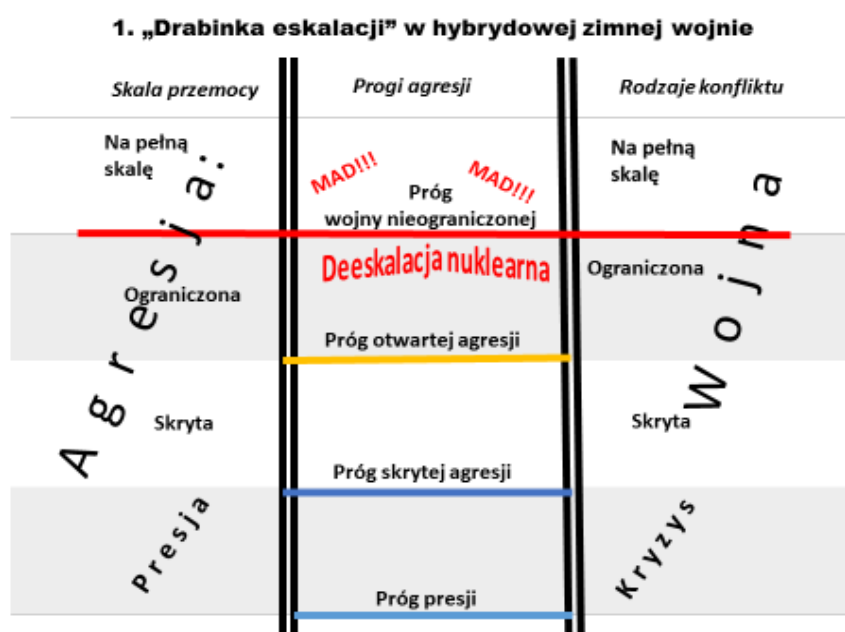 1. „Drabinka eskalacji” w hybrydowej zimnej wojnie
Skala przemocy
Progi agresji
Rodzaje konfliktu
Na pełną
skalę
MAD!!!
MAD!!!
Próg
wojny nieograniczonej
Na pełną
skalę
Agresja:
Wojna
Deeskalacja nuklearna
Ograniczona
Ograniczona
Próg otwartej agresji
Skryta
Skryta
Próg skrytej agresji
Presja
Kryzys
Próg presji